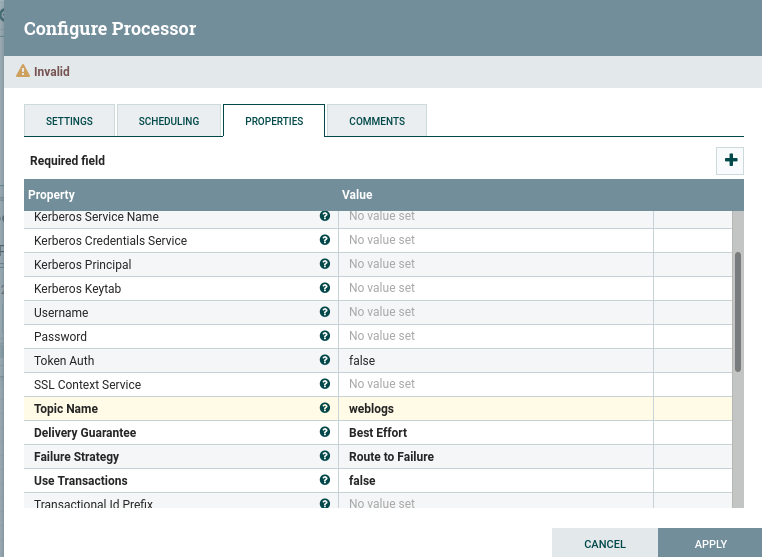 Configure Processor
Invalid
SETTINGS SCHEDULING PROPERTIES COMMENTS
Required field
Property Value
Kerberos Service Name No value set
Kerberos Credentials Service No value set
Kerberos Principal No value set
Kerberos Keytab No value set
Username No value set
Password No value set
Token Auth false
SSL Context Service No value set
Topic Name weblogs
Delivery Guarantee Best Effort
Failure Strategy Route to Failure
Use Transactions false
Transactional Id Prefix No value set
CANCEL APPLY